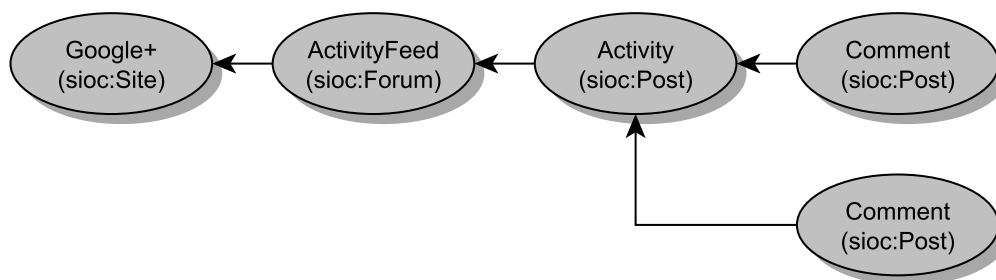 Google+
(sioc:Site)
ActivityFeed
(sioc:Forum)
Activity
(sioc:Post)
Comment
(sioc:Post)
Comment
(sioc:Post)